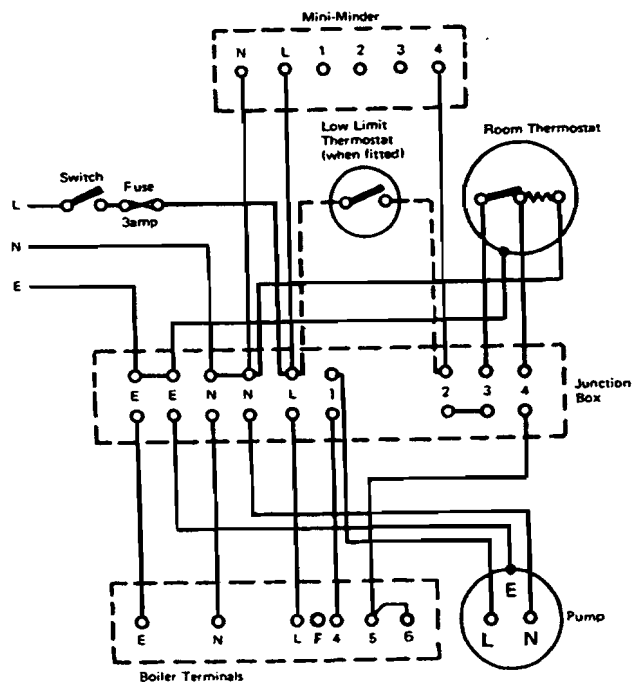 Mini-Minder
N L 1 2 3 4
Low Limit
Thermostat
(when fitted)
Room Thermostat
Switch
Fuse
L
3amp
N
E
E E N N L 1 2 3 4
Junction
Box
E
L N
Pump
E N L F 4 5 6
Boiler Terminals